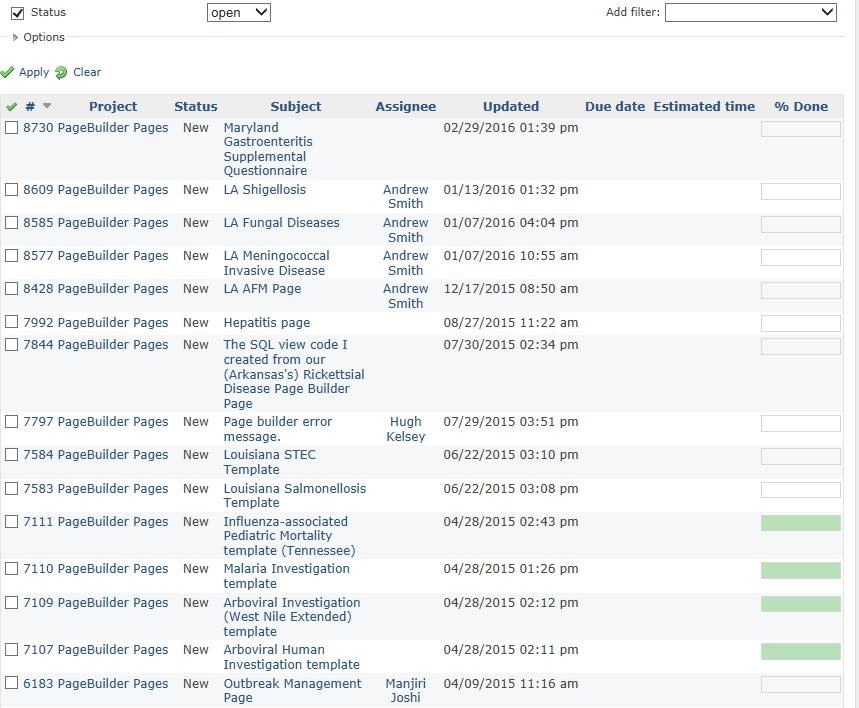 Status open Add filter:
Options
Apply Clear
# Project Status Subject Assignee Updated Due date Estimated time % Done
8730 PageBuilder Pages New Maryland 02/29/2016 01:39 pm
Gastroenteritis
Supplemental
Questionnaire
8609 PageBuilder Pages New LA Shigellosis Andrew 01/13/2016 01:32 pm
Smith
8585 PageBuilder Pages New LA Fungal Diseases Andrew 01/07/2016 04:04 pm
Smith
8577 PageBuilder Pages New LA Meningococcal Andrew 01/07/2016 10:55 am
Invasive Disease Smith
8428 PageBuilder Pages New LA AFM Page Andrew 12/17/2015 08:50 am
Smith
7992 PageBuilder Pages New Hepatitis page 08/27/2015 11:22 am
7844 PageBuilder Pages New The SQL view code I 07/30/2015 02:34 pm
created from our
(Arkansas's) Rickettsial
Disease Page Builder
Page
7797 PageBuilder Pages New Page builder error Hugh 07/29/2015 03:51 pm
message. Kelsey
7584 PageBuilder Pages New Louisiana STEC 06/22/2015 03:10 pm
Template
7583 PageBuilder Pages New Louisiana Salmonellosis 06/22/2015 03:08 pm
Template
7111 PageBuilder Pages New Influenza-associated 04/28/2015 02:43 pm
Pediatric Mortality
template (Tennessee)
7110 PageBuilder Pages New Malaria Investigation 04/28/2015 01:26 pm
template
7109 PageBuilder Pages New Arboviral Investigation 04/28/2015 02:12 pm
(West Nile Extended)
template
7107 PageBuilder Pages New Arboviral Human 04/28/2015 02:11 pm
Investigation template
6183 PageBuilder Pages New Outbreak Management Manjiri 04/09/2015 11:16 am
Page Joshi